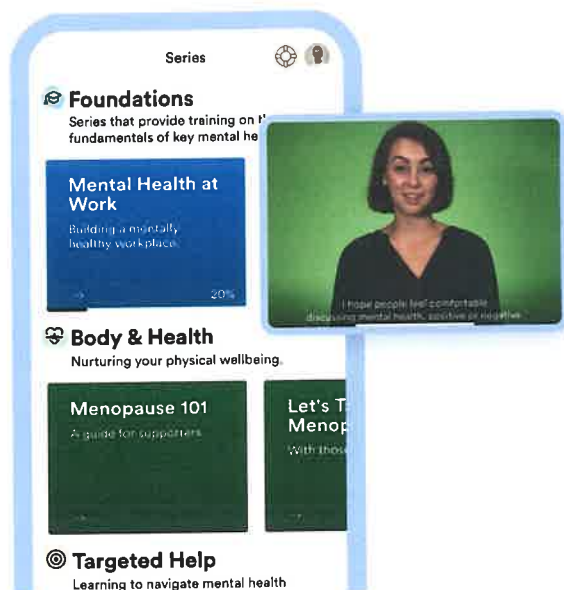 Series
Foundations
Series that provide training on th
fundamentals of key mental he
Mental Health at
Work
Building a mentally
healthy workplace.
20%
I hope people feel comfortable
discussing mental health, positive or negative
Body & Health
Nurturing your physical wellbeing.
Menopause 101
A guide for supporters
Let's T
Menop
With those
Targeted Help
Learning to navigate mental health